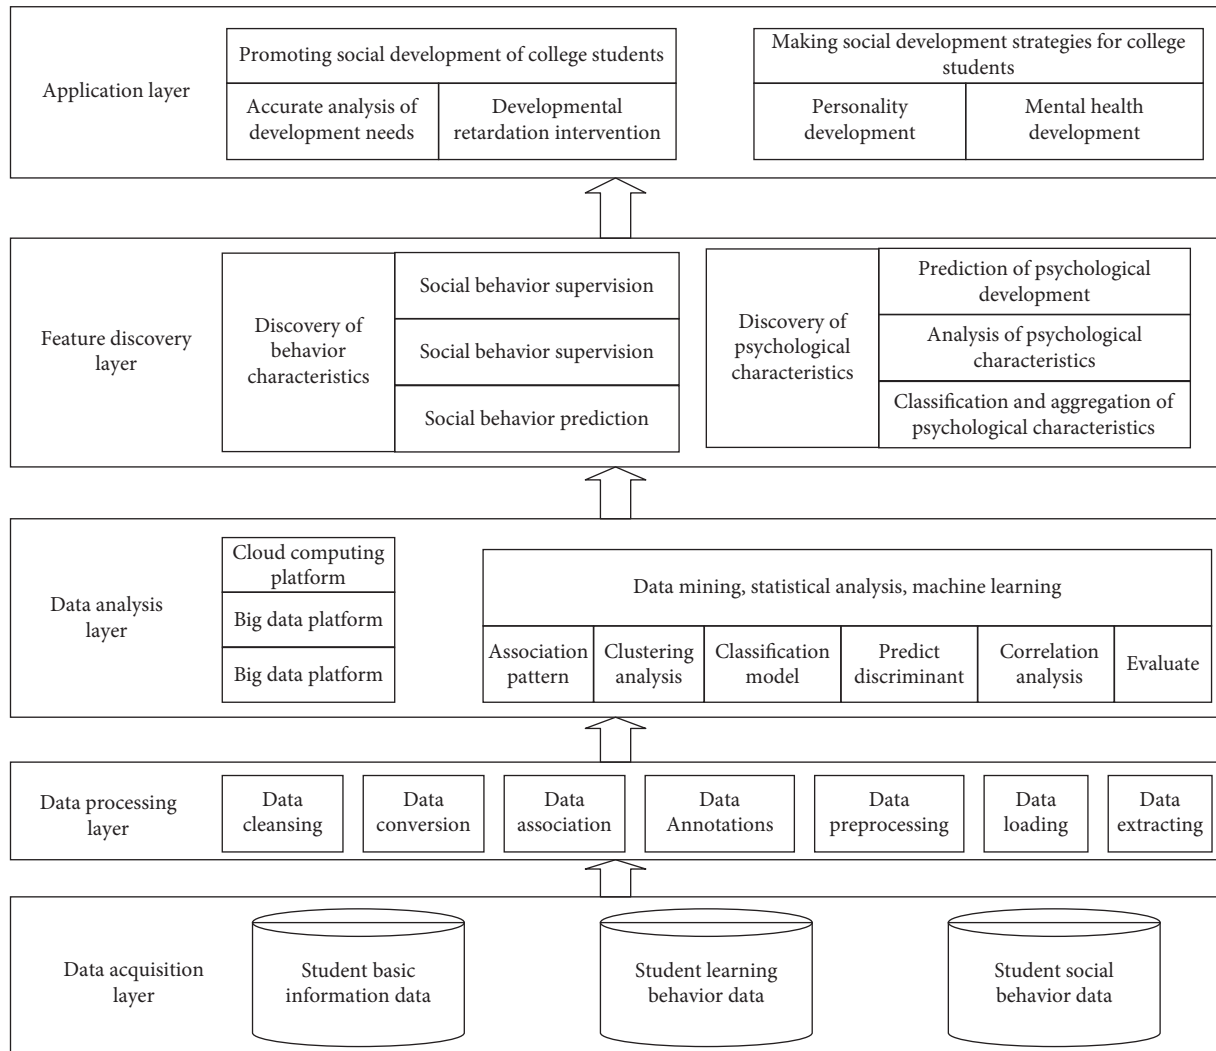 Application layer
Promoting social development of college students
Accurate analysis of
development needs
Developmental
retardation intervention
Making social development strategies for college
students
Personality
development
Mental health
development
Feature discovery
layer
Discovery of
behavior
characteristics
Social behavior supervision
Social behavior supervision
Social behavior prediction
Discovery of
psychological
characteristics
Prediction of psychological
development
Analysis of psychological
characteristics
Classification and aggregation of
psychological characteristics
Data analysis
layer
Cloud computing
platform
Big data platform
Big data platform
Data mining, statistical analysis, machine learning
Association
pattern
Clustering
analysis
Classification
model
Predict
discriminant
Correlation
analysis
Evaluate
Data processing
layer
Data
cleansing
Data
conversion
Data
association
Data
Annotations
Data
preprocessing
Data
loading
Data
extracting
Data acquisition
layer
Student basic
information data
Student learning
behavior data
Student social
behavior data